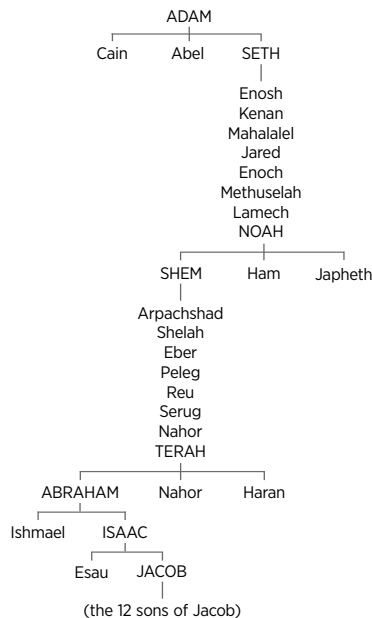 ADAM
Cain Abel SETH
Enosh
Kenan
Mahalalel
Jared
Enoch
Methuselah
Lamech
NOAH
SHEM Ham Japheth
Arpachshad
Shelah
Eber
Peleg
Reu
Serug
Nahor
TERAH
ABRAHAM Nahor Haran
Ishmael ISAAC
Esau JACOB
(the 12 sons of Jacob)